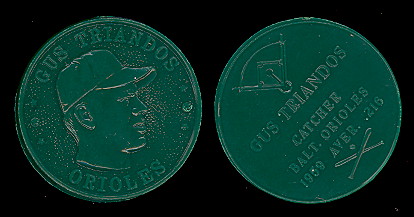 GUS TRIANDOS
ORIOLES
GUS TRIANDOS
CATCHER
BALT. ORIOLES
1959 AVER. .216